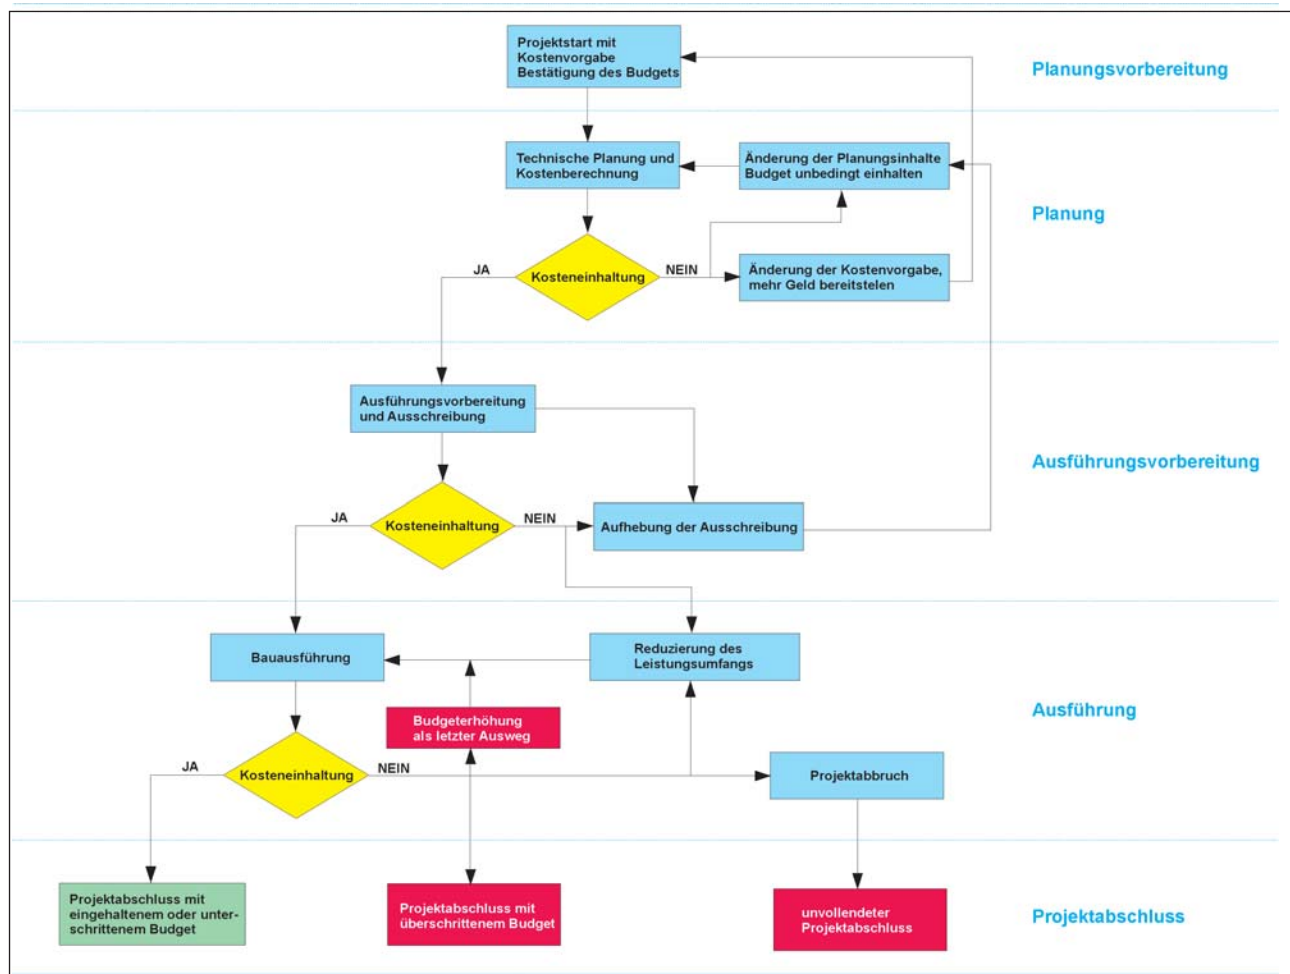 Projektstart mit
Kostenvorgabe
Bestätigung des Budgets
Planungsvorbereitung
Technische Planung und
Kostenberechnung
Änderung der Planungsinhalte
Budget unbedingt einhalten
Planung
JA
Kosteneinhaltung
NEIN
Änderung der Kostenvorgabe,
mehr Geld bereitstelen
Ausführungsvorbereitung
und Ausschreibung
Ausführungsvorbereitung
JA
Kosteneinhaltung
NEIN
Aufhebung der Ausschreibung
Bauausführung
Reduzierung des
Leistungsumfangs
Budgeterhöhung
als letzter Ausweg
Ausführung
JA
Kosteneinhaltung
NEIN
Projektabbruch
Projektabschluss mit
eingehaltenem oder unter-
schrittenem Budget
Projektabschluss mit
überschrittenem Budget
unvollendeter
Projektabschluss
Projektabschluss